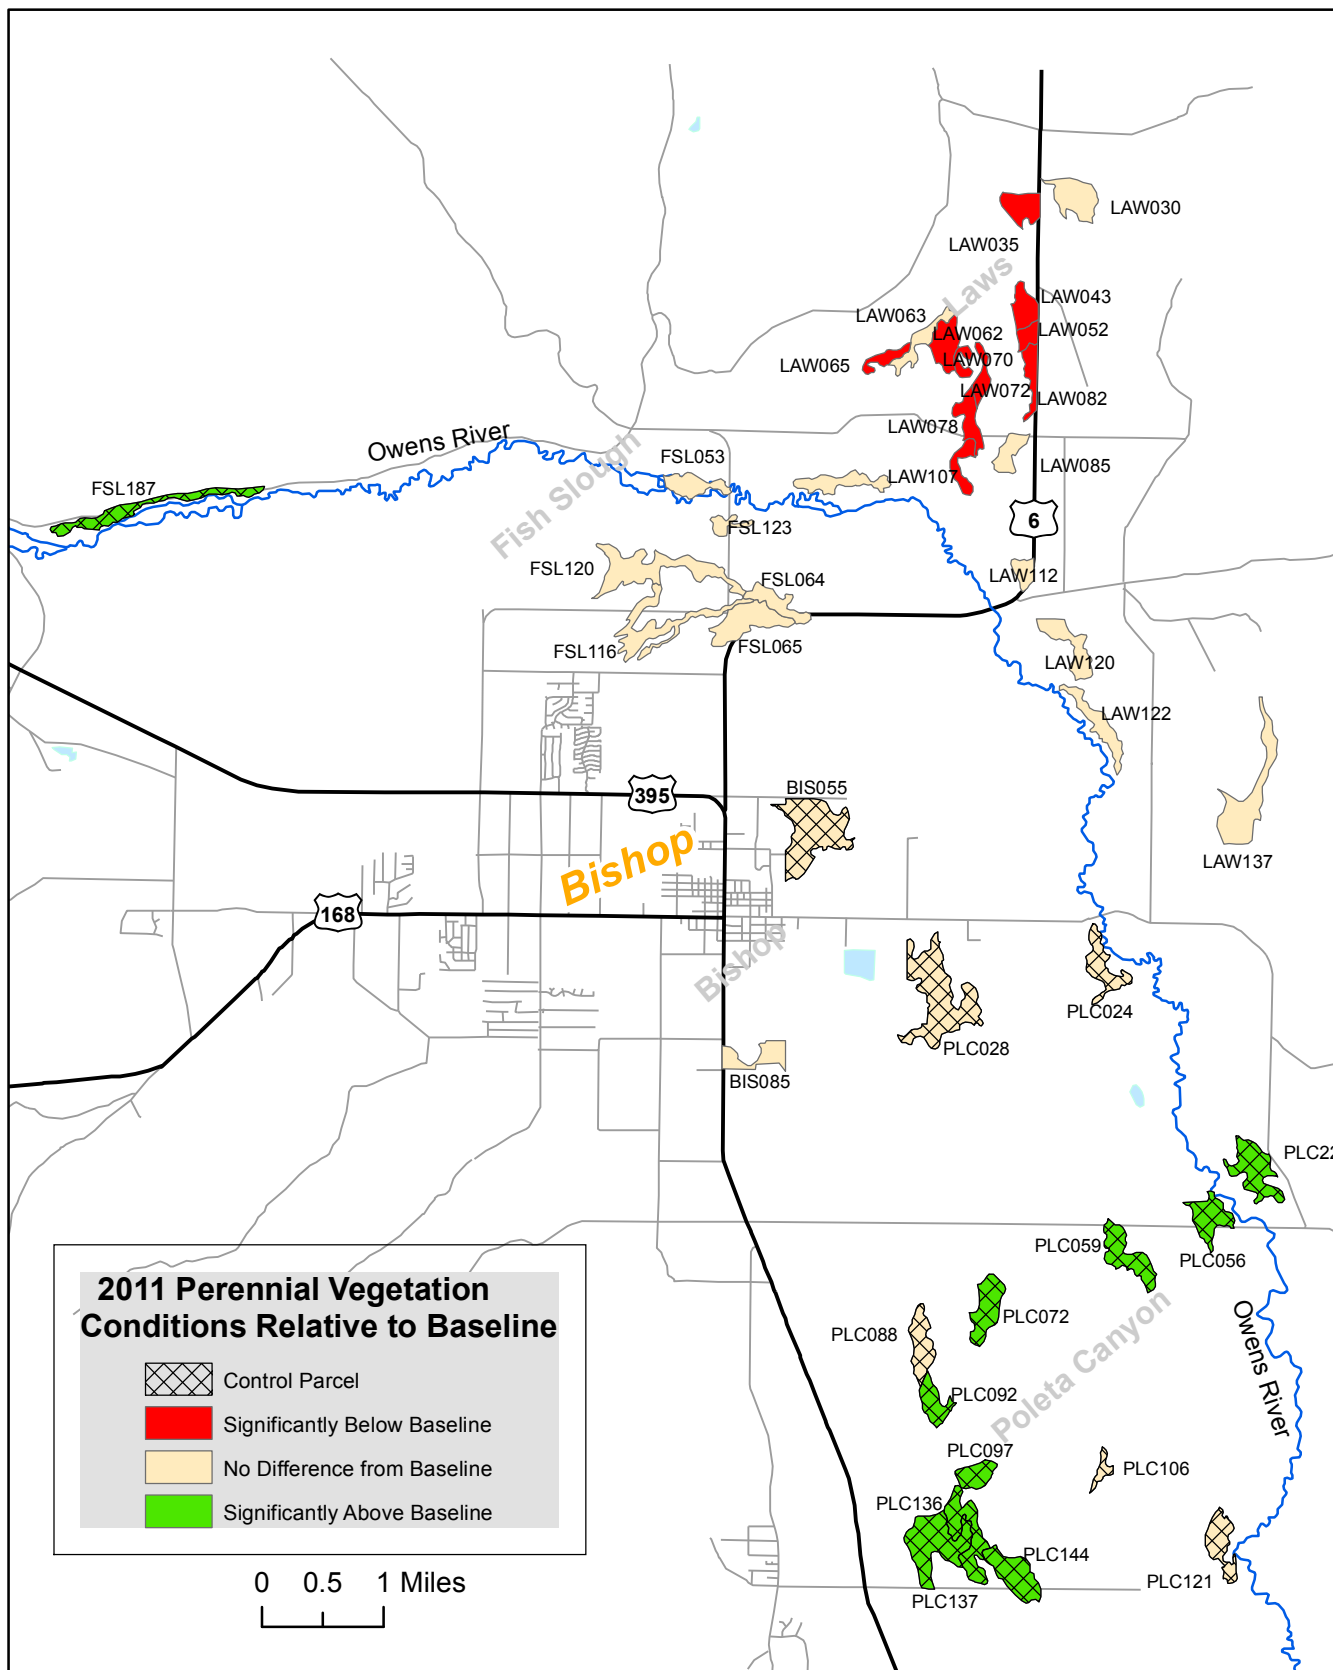 LAW030
LAW035
Laws
LAW043
LAW063
LAW062
LAW052
LAW065
LAW070
LAW072
LAW082
LAW078
Owens River
FSL053
LAW085
LAW107
FSL187
Fish Slough
6
FSL123
FSL120
LAW112
FSL064
FSL116
FSL065
LAW120
LAW122
BIS055
395
Bishop
LAW137
168
Bishop
PLC024
PLC028
BIS085
PLC22
PLC059
PLC056
PLC072
PLC088
Owens River
PLC092
Poleta Canyon
PLC097
PLC106
PLC136
PLC144
PLC121
PLC137
2011 Perennial Vegetation
Conditions Relative to Baseline
Control Parcel
Significantly Below Baseline
No Difference from Baseline
Significantly Above Baseline
0 0.5 1 Miles